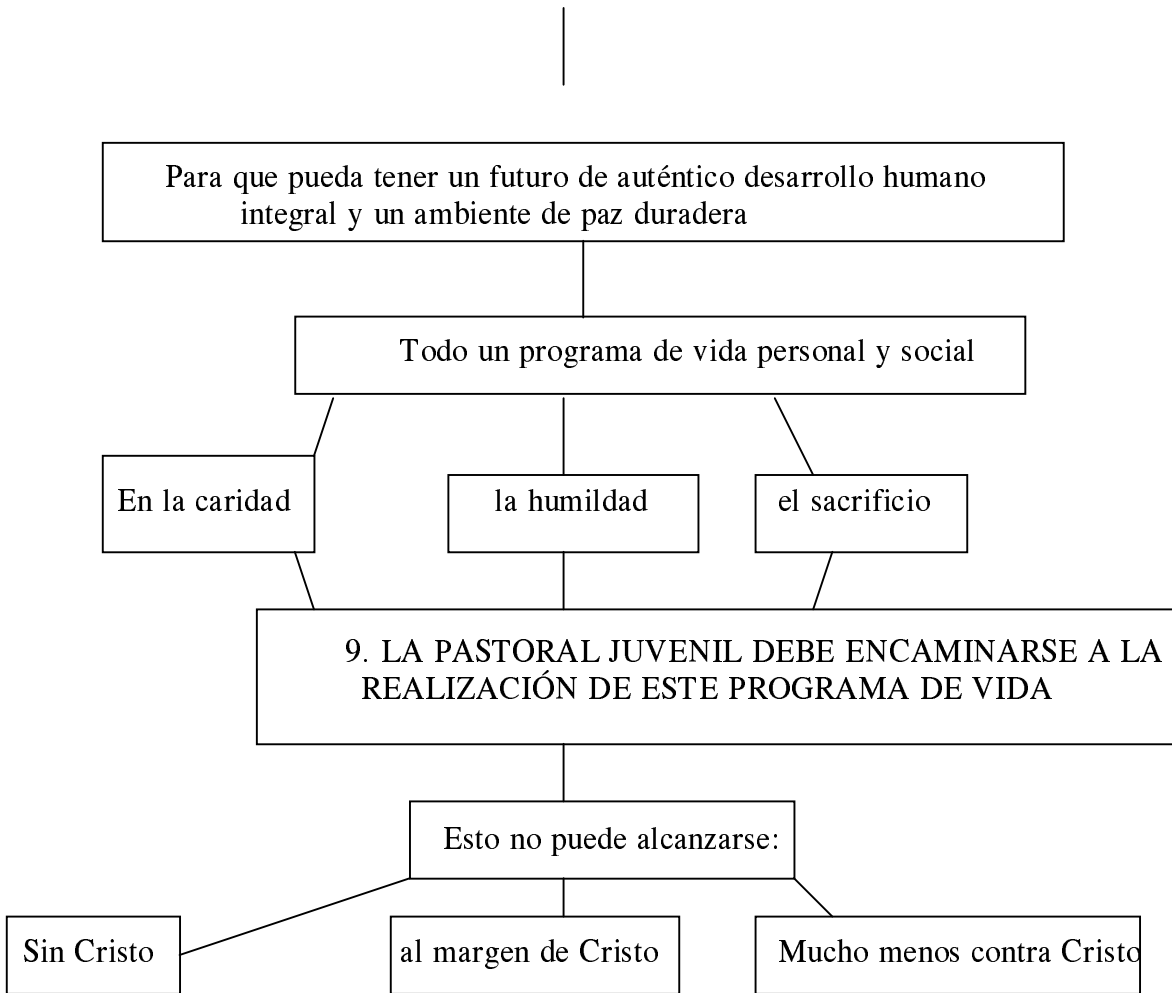 Para que pueda tener un futuro de auténtico desarrollo humano
integral y un ambiente de paz duradera
Todo un programa de vida personal y social
En la caridad
la humildad
el sacrificio
9. LA PASTORAL JUVENIL DEBE ENCAMINARSE A LA
REALIZACIÓN DE ESTE PROGRAMA DE VIDA
Esto no puede alcanzarse:
Sin Cristo
al margen de Cristo
Mucho menos contra Cristo